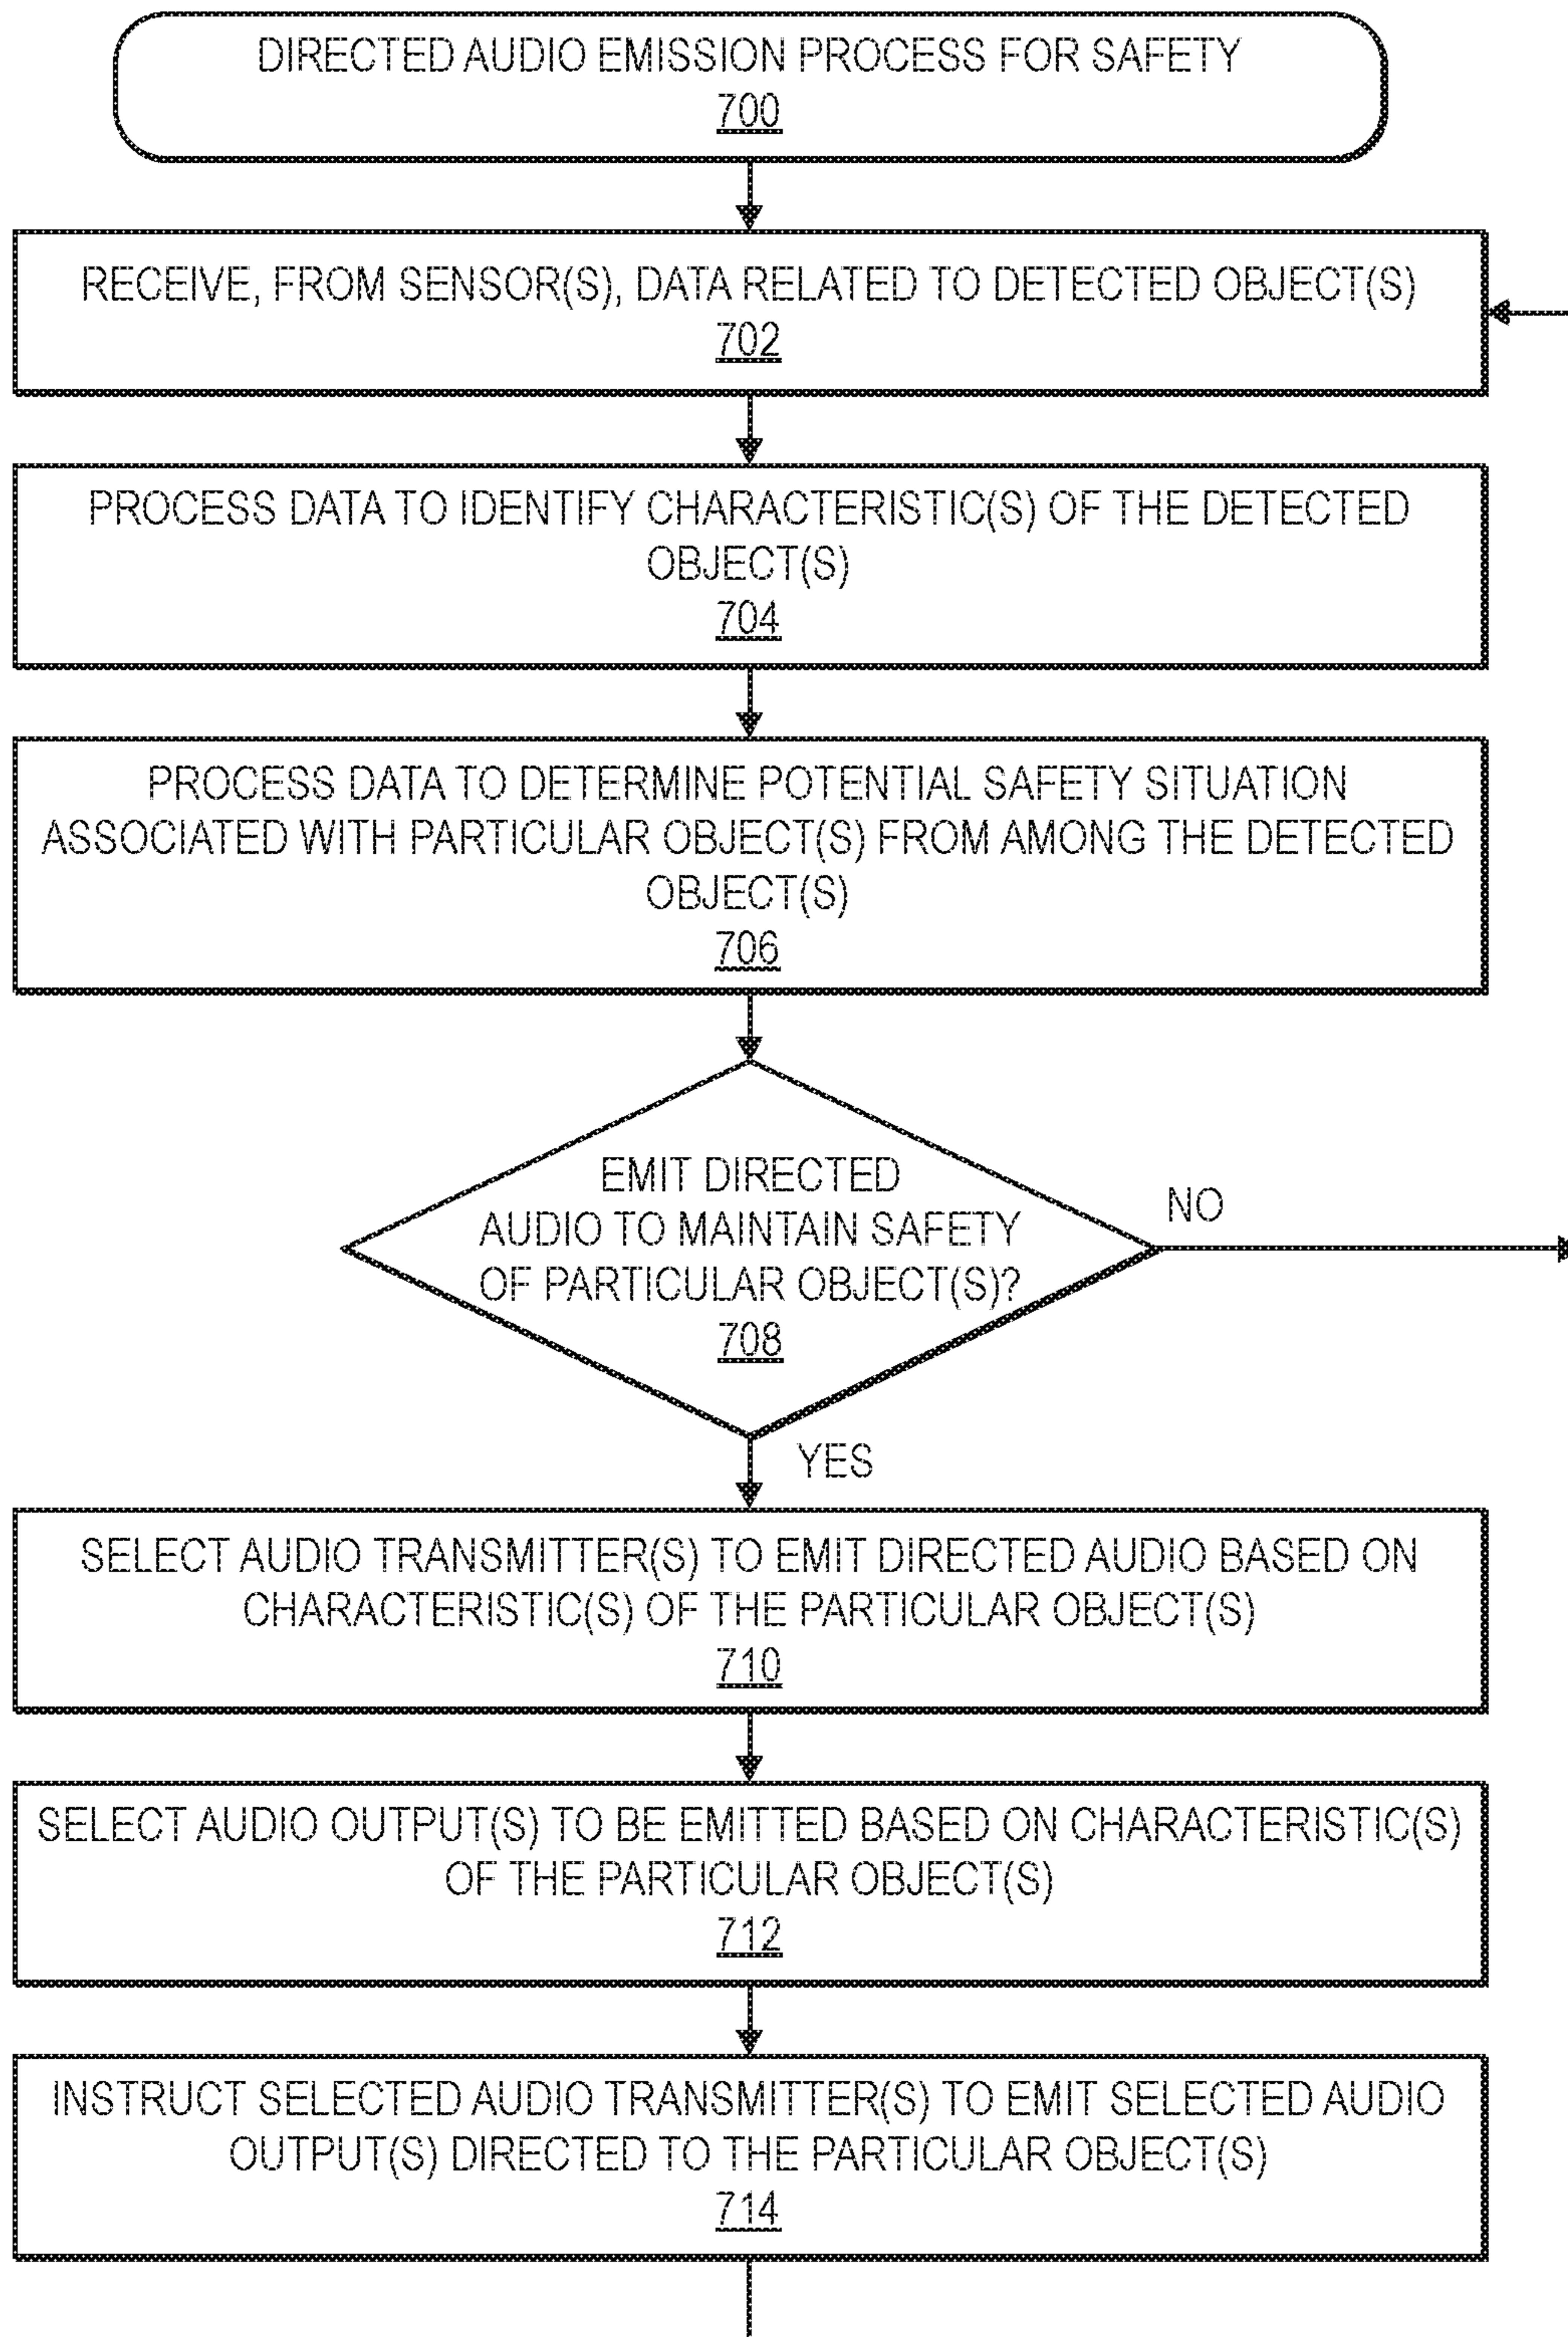 DIRECTED AUDIO EMISSION PROCESS FOR SAFETY
700
RECEIVE, FROM SENSOR(S), DATA RELATED TO DETECTED OBJECT(S)
702
PROCESS DATA TO IDENTIFY CHARACTERISTIC(S) OF THE DETECTED
OBJECT(S)
704
PROCESS DATA TO DETERMINE POTENTIAL SAFETY SITUATION
ASSOCIATED WITH PARTICULAR OBJECT(S) FROM AMONG THE DETECTED
OBJECT(S)
706
EMIT DIRECTED
AUDIO TO MAINTAIN SAFETY
OF PARTICULAR OBJECT(S)?
708
NO
YES
SELECT AUDIO TRANSMITTER(S) TO EMIT DIRECTED AUDIO BASED ON
CHARACTERISTIC(S) OF THE PARTICULAR OBJECT(S)
710
SELECT AUDIO OUTPUT(S) TO BE EMITTED BASED ON CHARACTERISTIC(S)
OF THE PARTICULAR OBJECT(S)
712
INSTRUCT SELECTED AUDIO TRANSMITTER(S) TO EMIT SELECTED AUDIO
OUTPUT(S) DIRECTED TO THE PARTICULAR OBJECT(S)
714